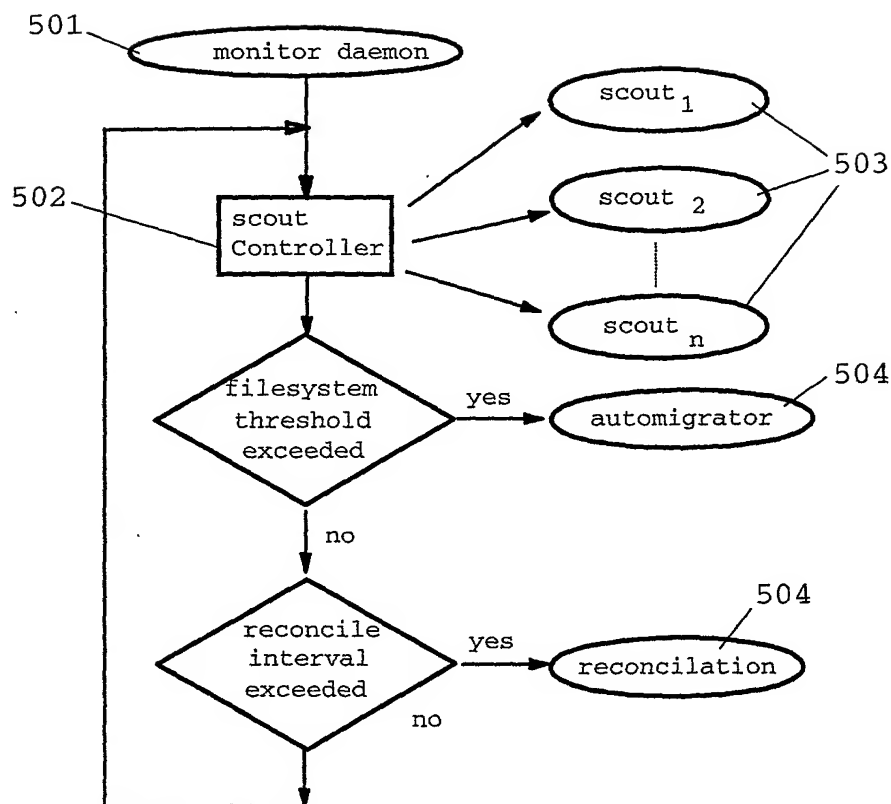 501
monitor daemon
scout 1
503
502
scout
Controller
scout 2
scout n
504
filesystem
threshold
exceeded
yes
automigrator
no
504
reconcile
interval
exceeded
yes
reconcilation
no